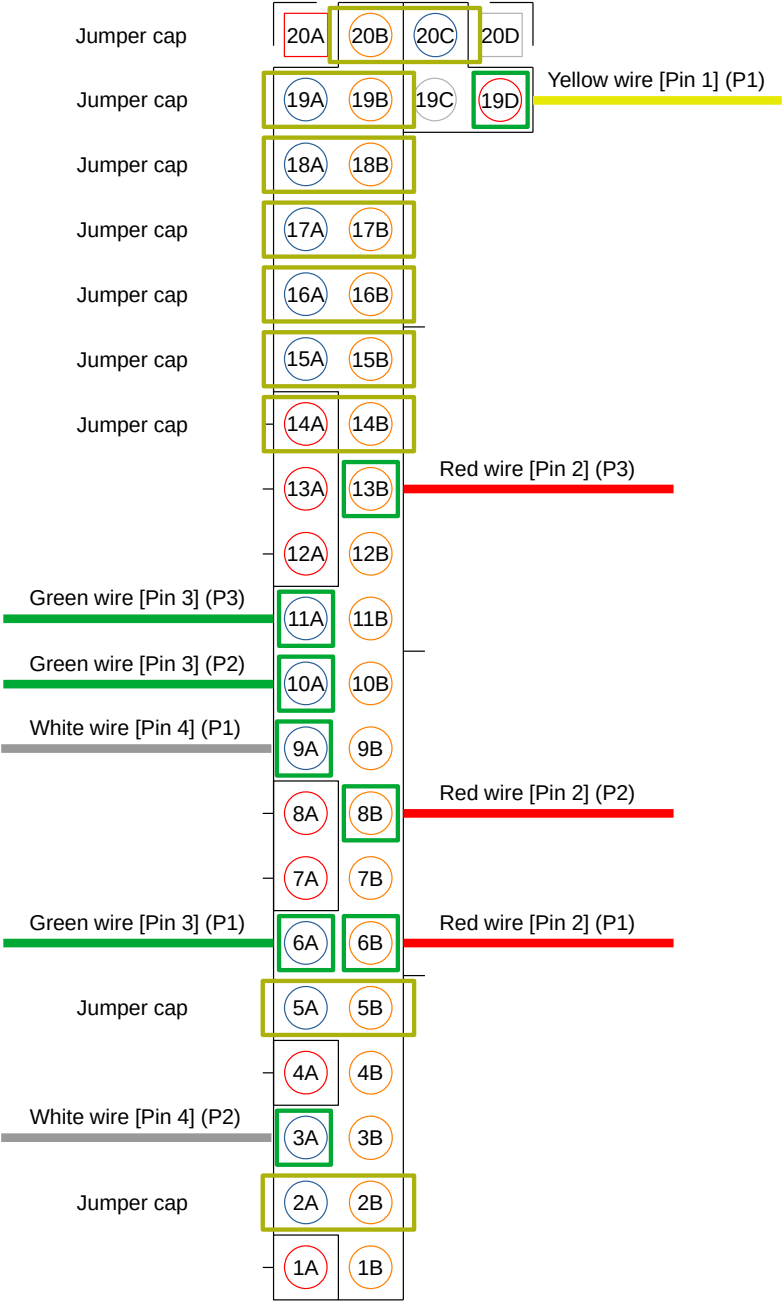 Jumper cap 20A 20B 20C 20D
Yellow wire [Pin 1] (P1)
Jumper cap 19A 19B 19C 19D
Jumper cap 18A 18B
Jumper cap 17A 17B
Jumper cap 16A 16B
Jumper cap 15A 15B
Jumper cap 14A 14B
Red wire [Pin 2] (P3)
13A 13B
12A 12B
Green wire [Pin 3] (P3)
11A 11B
Green wire [Pin 3] (P2)
10A 10B
White wire [Pin 4] (P1)
9A 9B
Red wire [Pin 2] (P2)
8A 8B
7A 7B
Green wire [Pin 3] (P1) Red wire [Pin 2] (P1)
6A 6B
Jumper cap 5A 5B
4A 4B
White wire [Pin 4] (P2)
3A 3B
Jumper cap 2A 2B
1A 1B